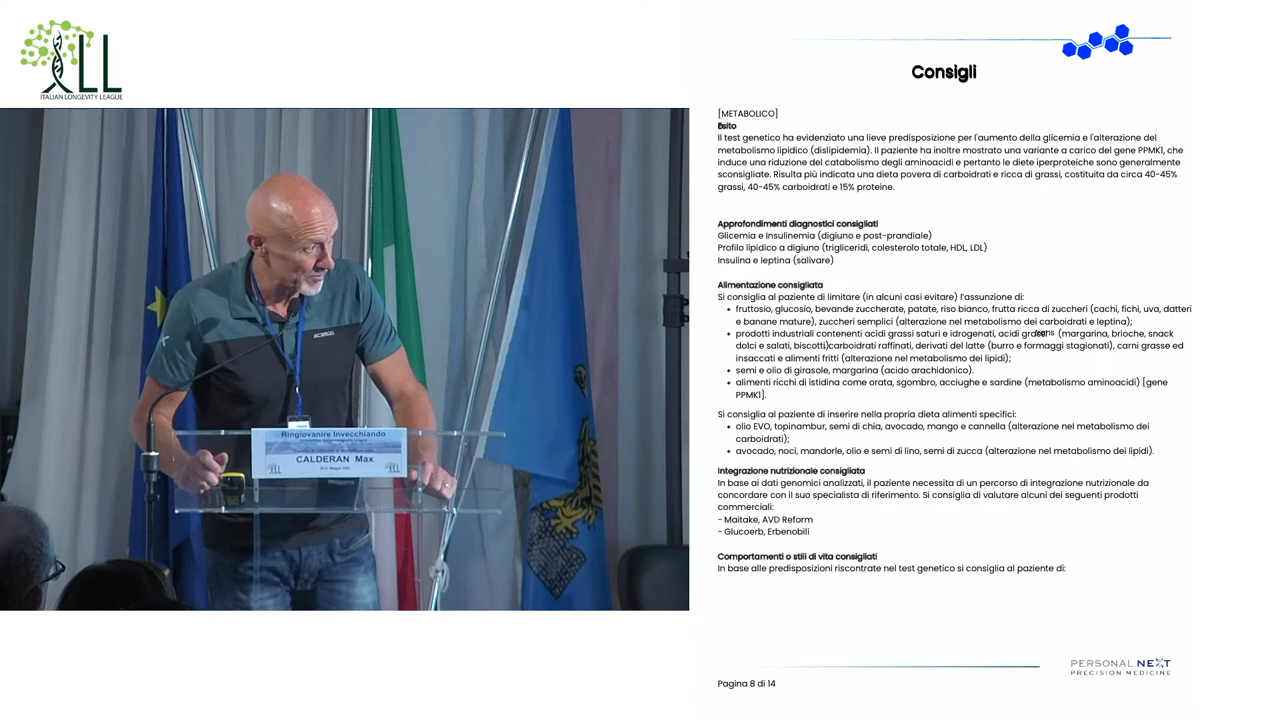 LL
ITALIAN LONGEVITY LEAGUE
Ringiovanire Invecchiando
CALDERAN Max
Consigli
[METABOLICO]
Esito
Il test genetico ha evidenziato una lieve predisposizione per l'aumento della glicemia e l'alterazione del
metabolismo lipidico (dislipidemia). Il paziente ha inoltre mostrato una variante a carico del gene PPMK1, che
induce una riduzione del catabolismo degli aminoacidi e pertanto le diete iperproteiche sono generalmente
sconsigliate. Risulta più indicata una dieta povera di carboidrati e ricca di grassi, costituita da circa 40-45%
grassi, 40-45% carboidrati e 15% proteine.
Approfondimenti diagnostici consigliati
Glicemia e Insulinemia (digiuno e post-prandiale)
Profilo lipidico a digiuno (trigliceridi, colesterolo totale, HDL, LDL)
Insulina e leptina (salivare)
Alimentazione consigliata
Si consiglia al paziente di limitare (in alcuni casi evitare) l'assunzione di:
• fruttosio, glucosio, bevande zuccherate, patate, riso bianco, frutta ricca di zuccheri (cachi, fichi, uva, datteri
e banane mature), zuccheri semplici (alterazione nel metabolismo dei carboidrati e leptina);
• prodotti industriali contenenti acidi grassi saturi e idrogenati, acidi grassi trans (margarina, brioche, snack
dolci e salati, biscotti)carboidrati raffinati, derivati del latte (burro e formaggi stagionati), carni grasse ed
insaccati e alimenti fritti (alterazione nel metabolismo dei lipidi);
• semi e olio di girasole, margarina (acido arachidonico).
• alimenti ricchi di istidina come orata, sgombro, acciughe e sardine (metabolismo aminoacidi) [gene
PPMK1].
Si consiglia al paziente di inserire nella propria dieta alimenti specifici:
• olio EVO, topinambur, semi di chia, avocado, mango e cannella (alterazione nel metabolismo dei
carboidrati);
• avocado, noci, mandorle, olio e semi di lino, semi di zucca (alterazione nel metabolismo dei lipidi).
Integrazione nutrizionale consigliata
In base ai dati genomici analizzati, il paziente necessita di un percorso di integrazione nutrizionale da
concordare con il suo specialista di riferimento. Si consiglia di valutare alcuni dei seguenti prodotti
commerciali:
- Maitake, AVD Reform
- Glucoerb, Erbenobili
Comportamenti o stili di vita consigliati
In base alle predisposizioni riscontrate nel test genetico si consiglia al paziente di:
PERSONAL NEXT
PRECISION MEDICINE
Pagina 8 di 14